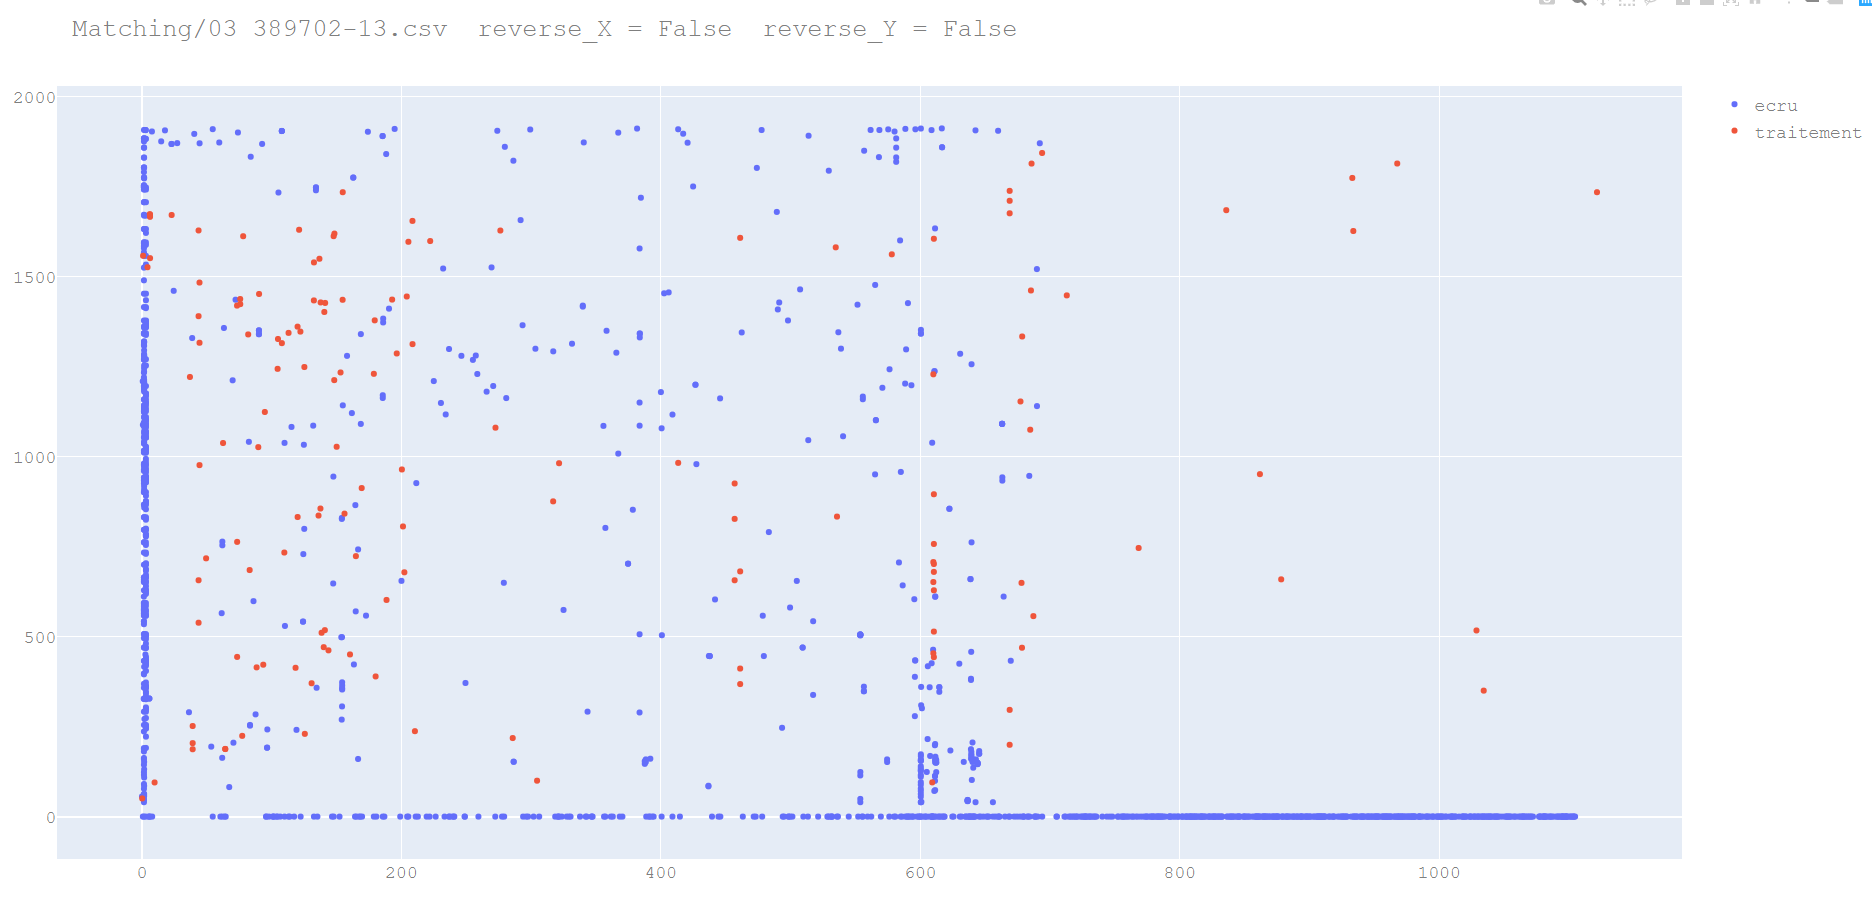 Matching/03 389702-13.csv  reverse_X = False  reverse_Y = False
ecru
traitement
2000
1500
1000
500
0
0 200 400 600 800 1000